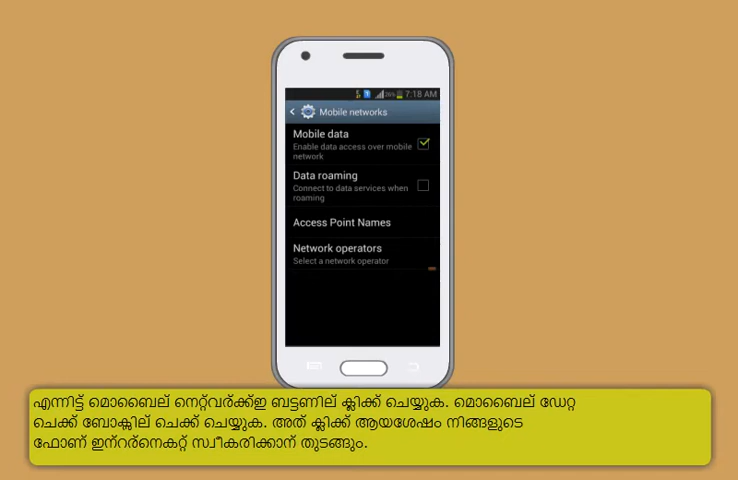 26% 7:18 AM
Mobile networks
Mobile data
Enable data access over mobile
network
Data roaming
Connect to data services when
roaming
Access Point Names
Network operators
Select a network operator
എന്നിട്ട് മൊബൈല് നെറ്റ്‌വര്ക്ഇ ബട്ടണില് ക്ലിക്ക് ചെയ്യുക. മൊബൈല് ഡേറ്റ
ചെക്ക് ബോക്സില് ചെക്ക് ചെയ്യുക. അത് ക്ലിക്ക് ആയശേഷം നിങ്ങളുടെ
ഫോണ് ഇന്റര്നെകറ്റ് സ്വീകരിക്കാന് തുടങ്ങും.